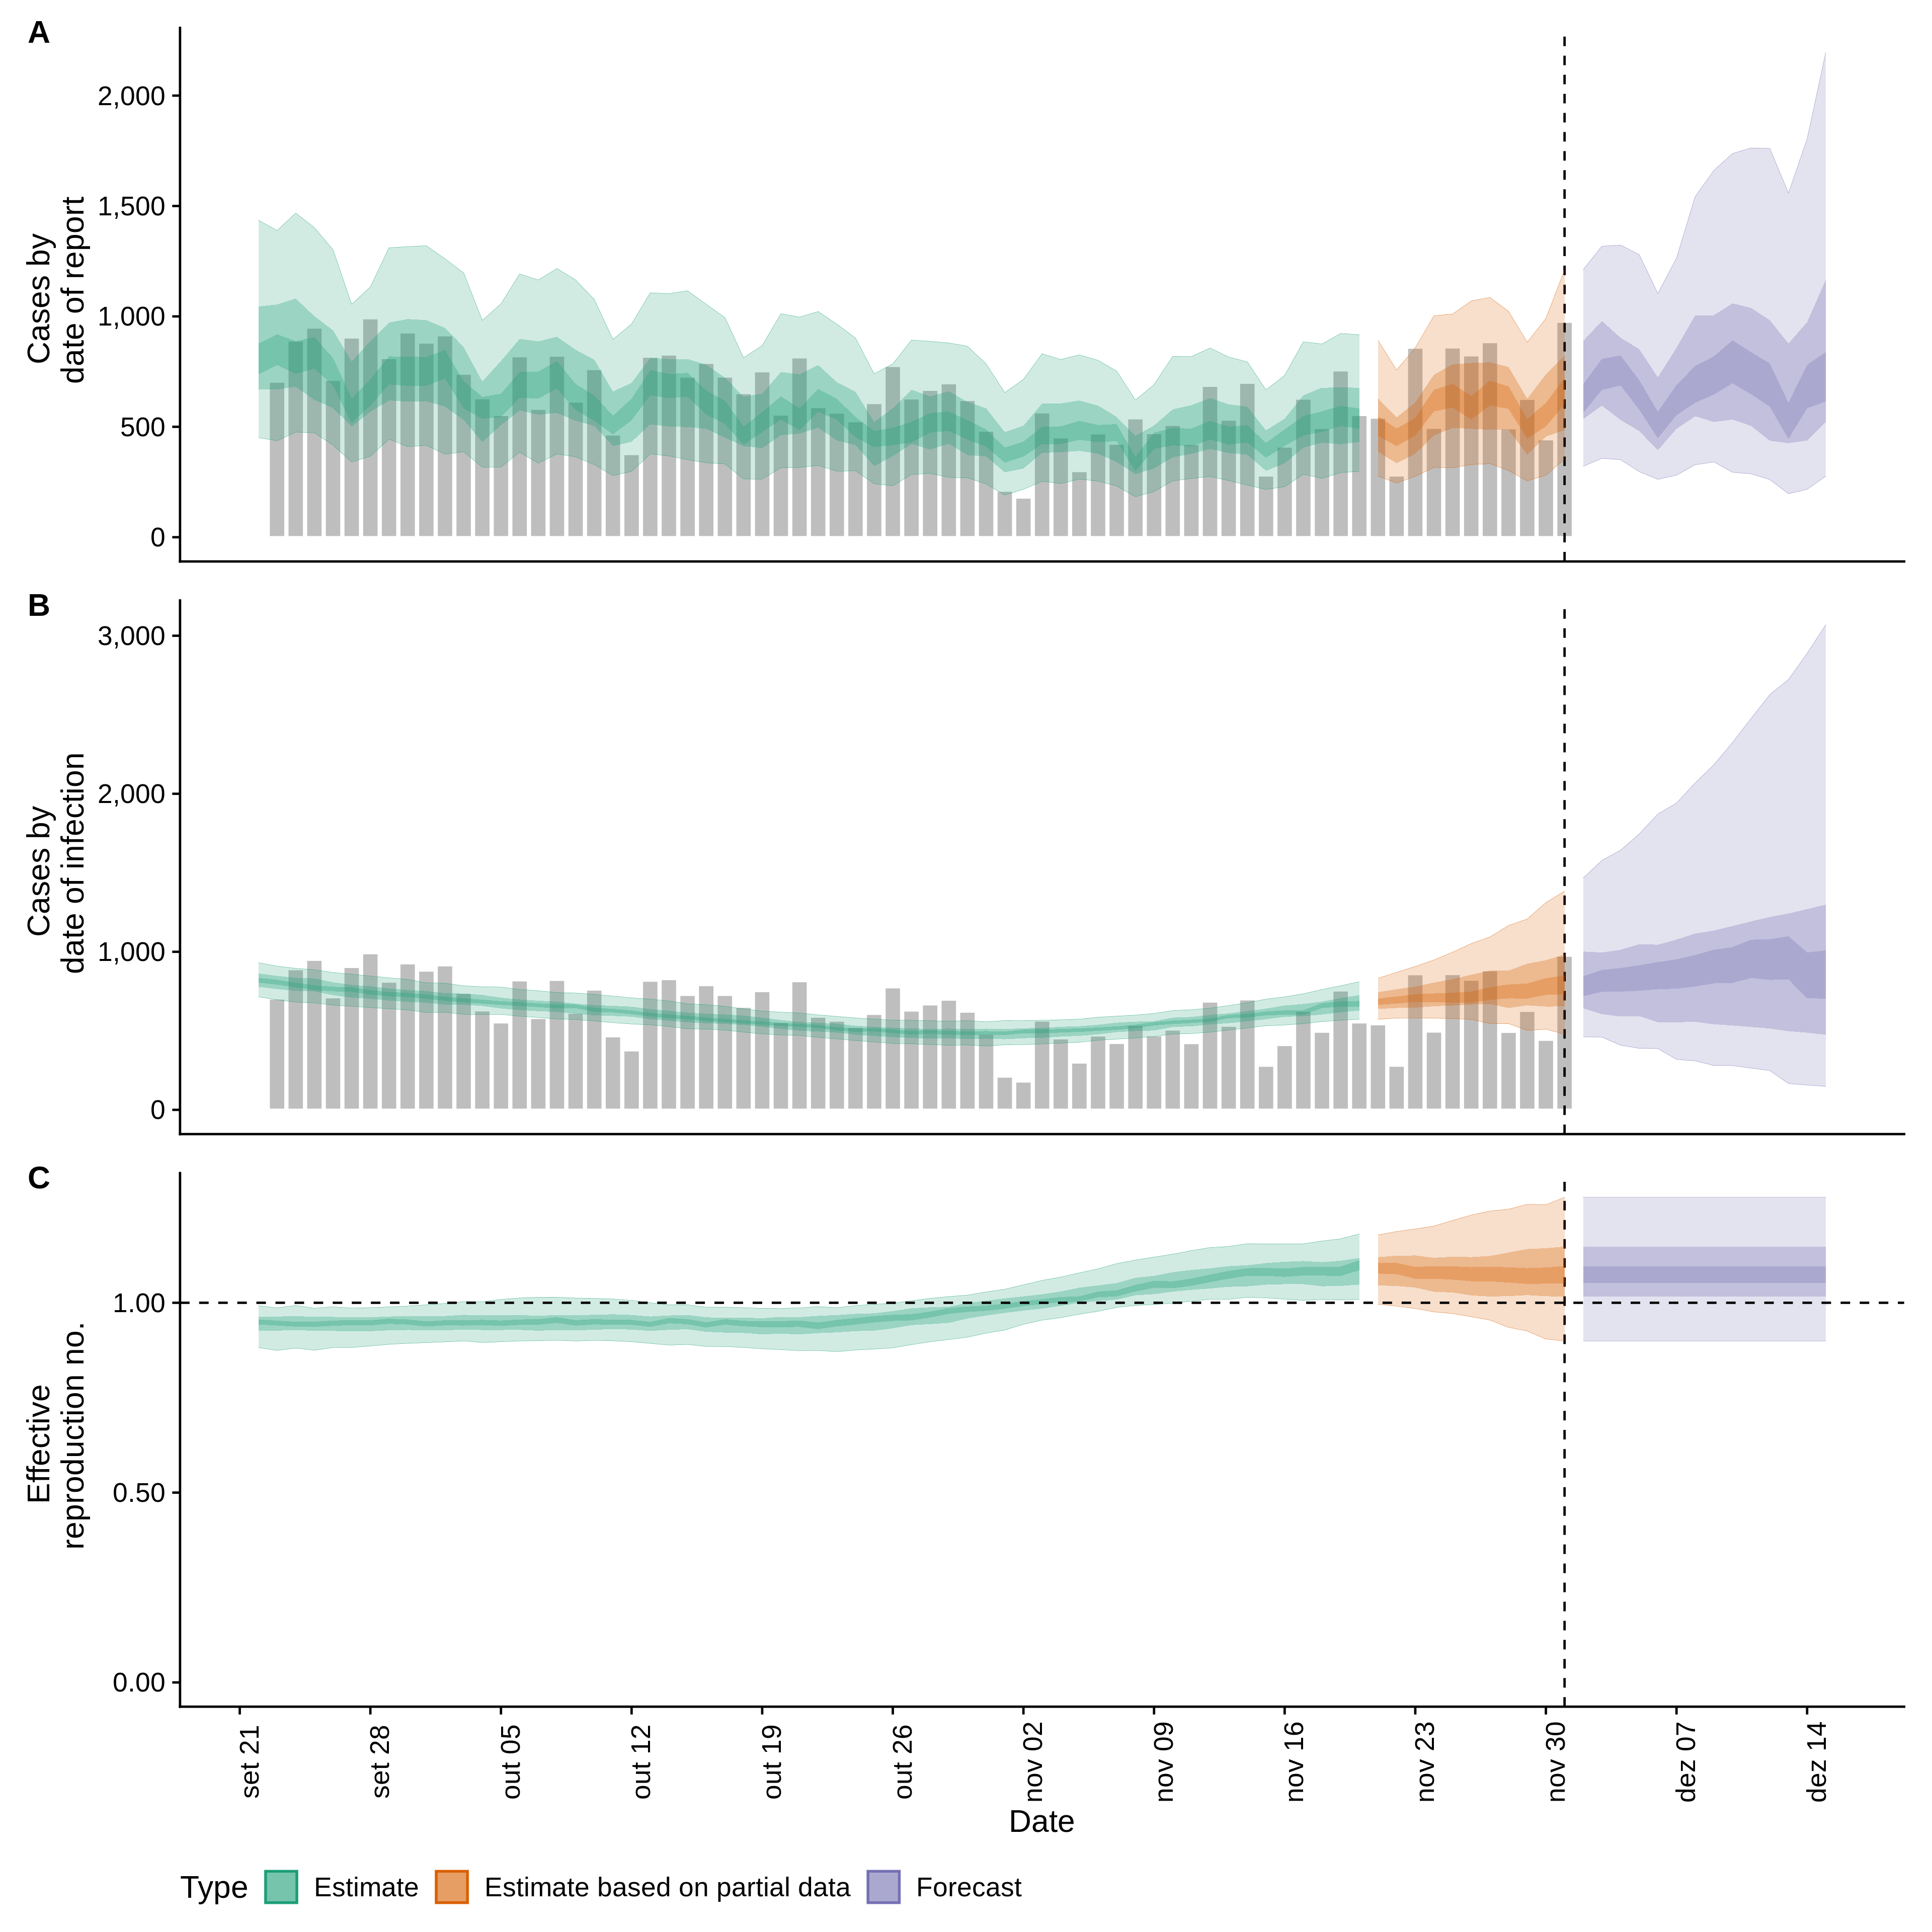 A
Cases by
date of report
2,000
1,500
1,000
500
0
B
Cases by
date of infection
3,000
2,000
1,000
0
C
Effective
reproduction no.
1.00
0.50
0.00
set 21
set 28
out 05
out 12
out 19
out 26
nov 02
nov 09
nov 16
nov 23
nov 30
dez 07
dez 14
Date
Type
Estimate
Estimate based on partial data
Forecast